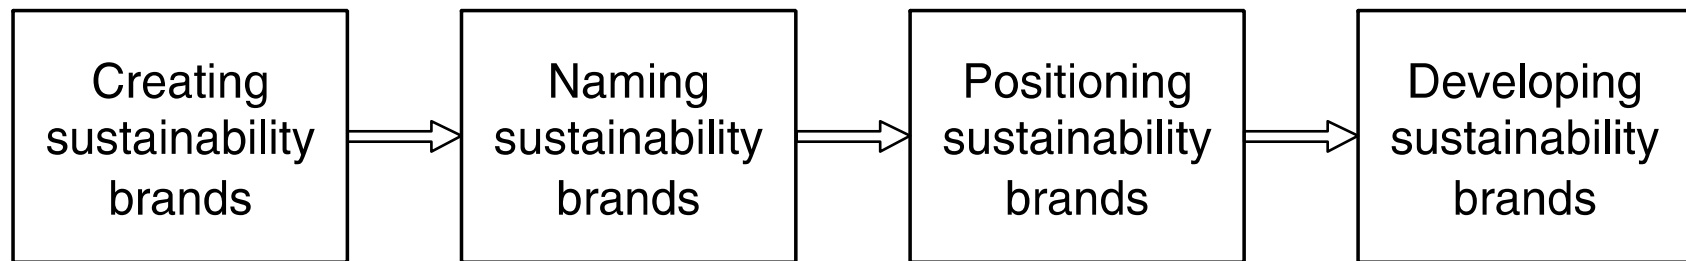 Creating
sustainability
brands
Naming
sustainability
brands
Positioning
sustainability
brands
Developing
sustainability
brands